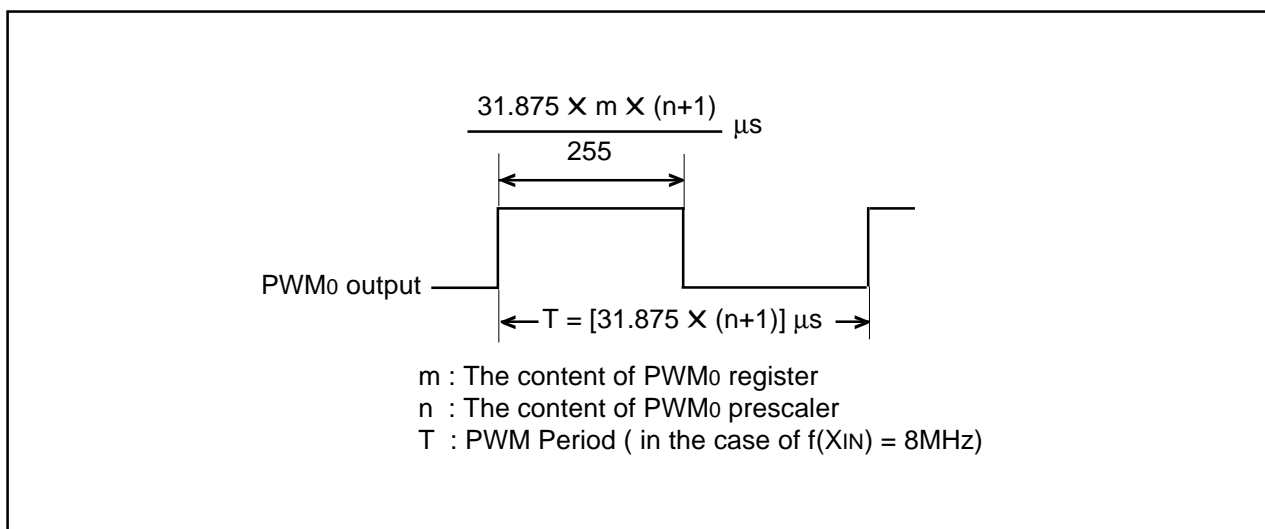 31.875 × m × (n+1)
255
μs
PWM0 output
T = [31.875 × (n+1)] μs
m : The content of PWM0 register
n : The content of PWM0 prescaler
T : PWM Period ( in the case of f(XIN) = 8MHz)